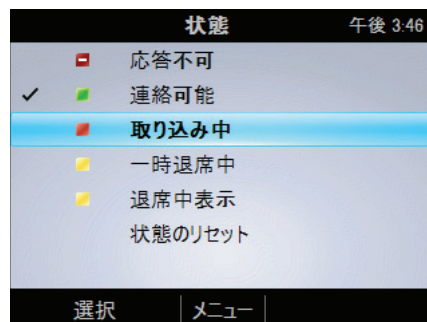 状態 午後 3:46
応答不可
連絡可能
取り込み中
一時退席中
退席中表示
状態のリセット
選択 メニュー